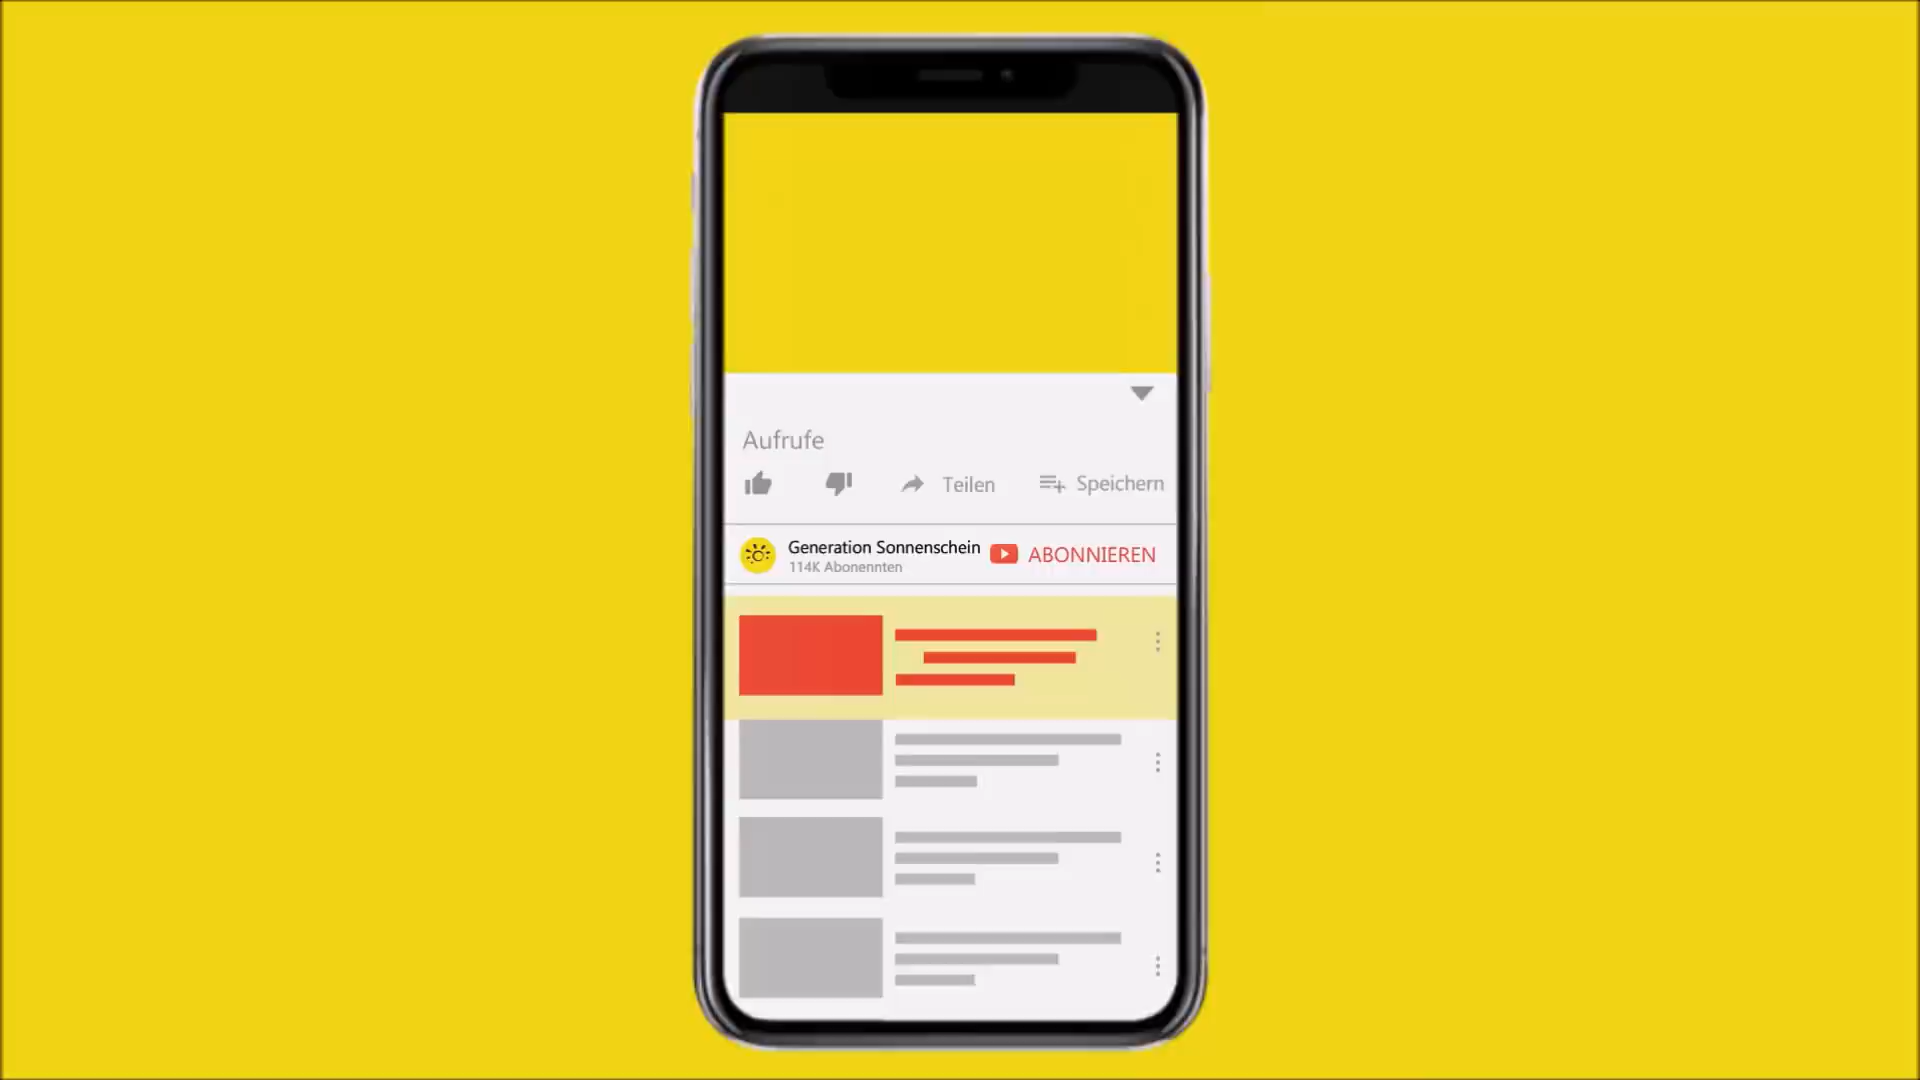 Aufrufe
Teilen Speichern
Generation Sonnenschein ABONNIEREN
114K Abonennten